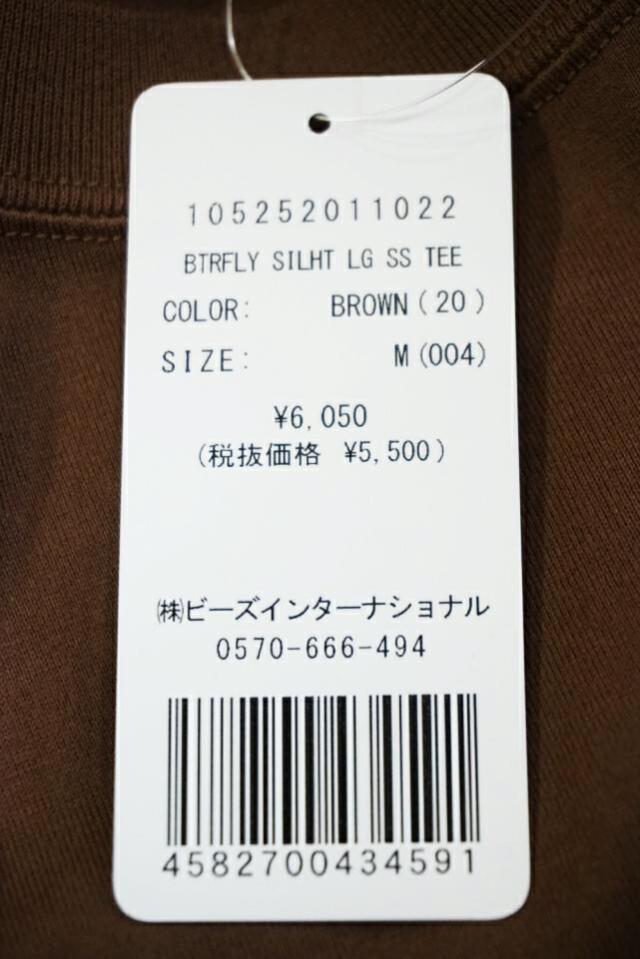 105252011022
BTRFLY SILHT LG SS TEE
COLOR: BROWN(20)
SIZE: M(004)
¥6,050
(税抜価格 ¥5,500)
㈱ビーズインターナショナル
0570-666-494
4582700434591